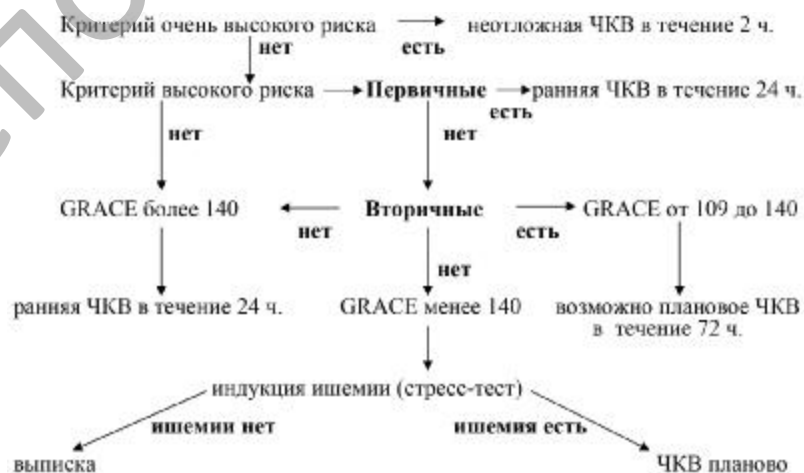 Критерий очень высокого риска есть неотложная ЧКВ в течение 2 ч.
нет
Критерий высокого риска Первичные есть ранняя ЧКВ в течение 24 ч.
нет нет
GRACE более 140 нет Вторичные есть GRACE от 109 до 140
нет
ранняя ЧКВ в течение 24 ч. GRACE менее 140 возможно плановое ЧКВ
в течение 72 ч.
индукция ишемии (стресс-тест)
ишемии нет ишемия есть
выписка ЧКВ планово